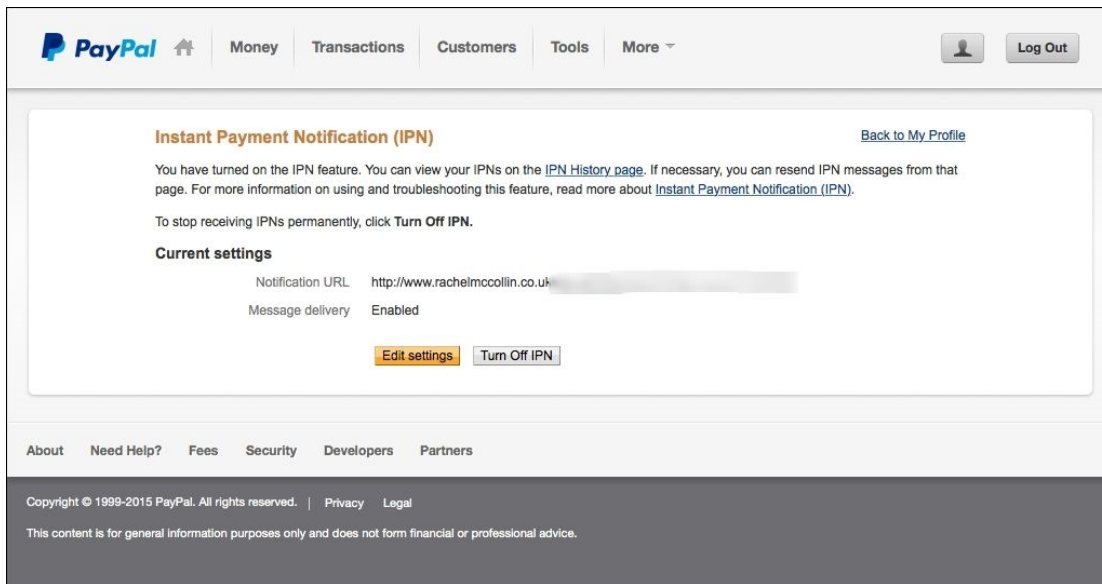 PayPal Money Transactions Customers Tools More Log Out
Instant Payment Notification (IPN) Back to My Profile
You have turned on the IPN feature. You can view your IPNs on the IPN History page. If necessary, you can resend IPN messages from that
page. For more information on using and troubleshooting this feature, read more about Instant Payment Notification (IPN).
To stop receiving IPNs permanently, click Turn Off IPN.
Current settings
Notification URL http://www.rachelmccollin.co.uk
Message delivery Enabled
Edit settings Turn Off IPN
About Need Help? Fees Security Developers Partners
Copyright © 1999-2015 PayPal. All rights reserved. | Privacy Legal
This content is for general information purposes only and does not form financial or professional advice.